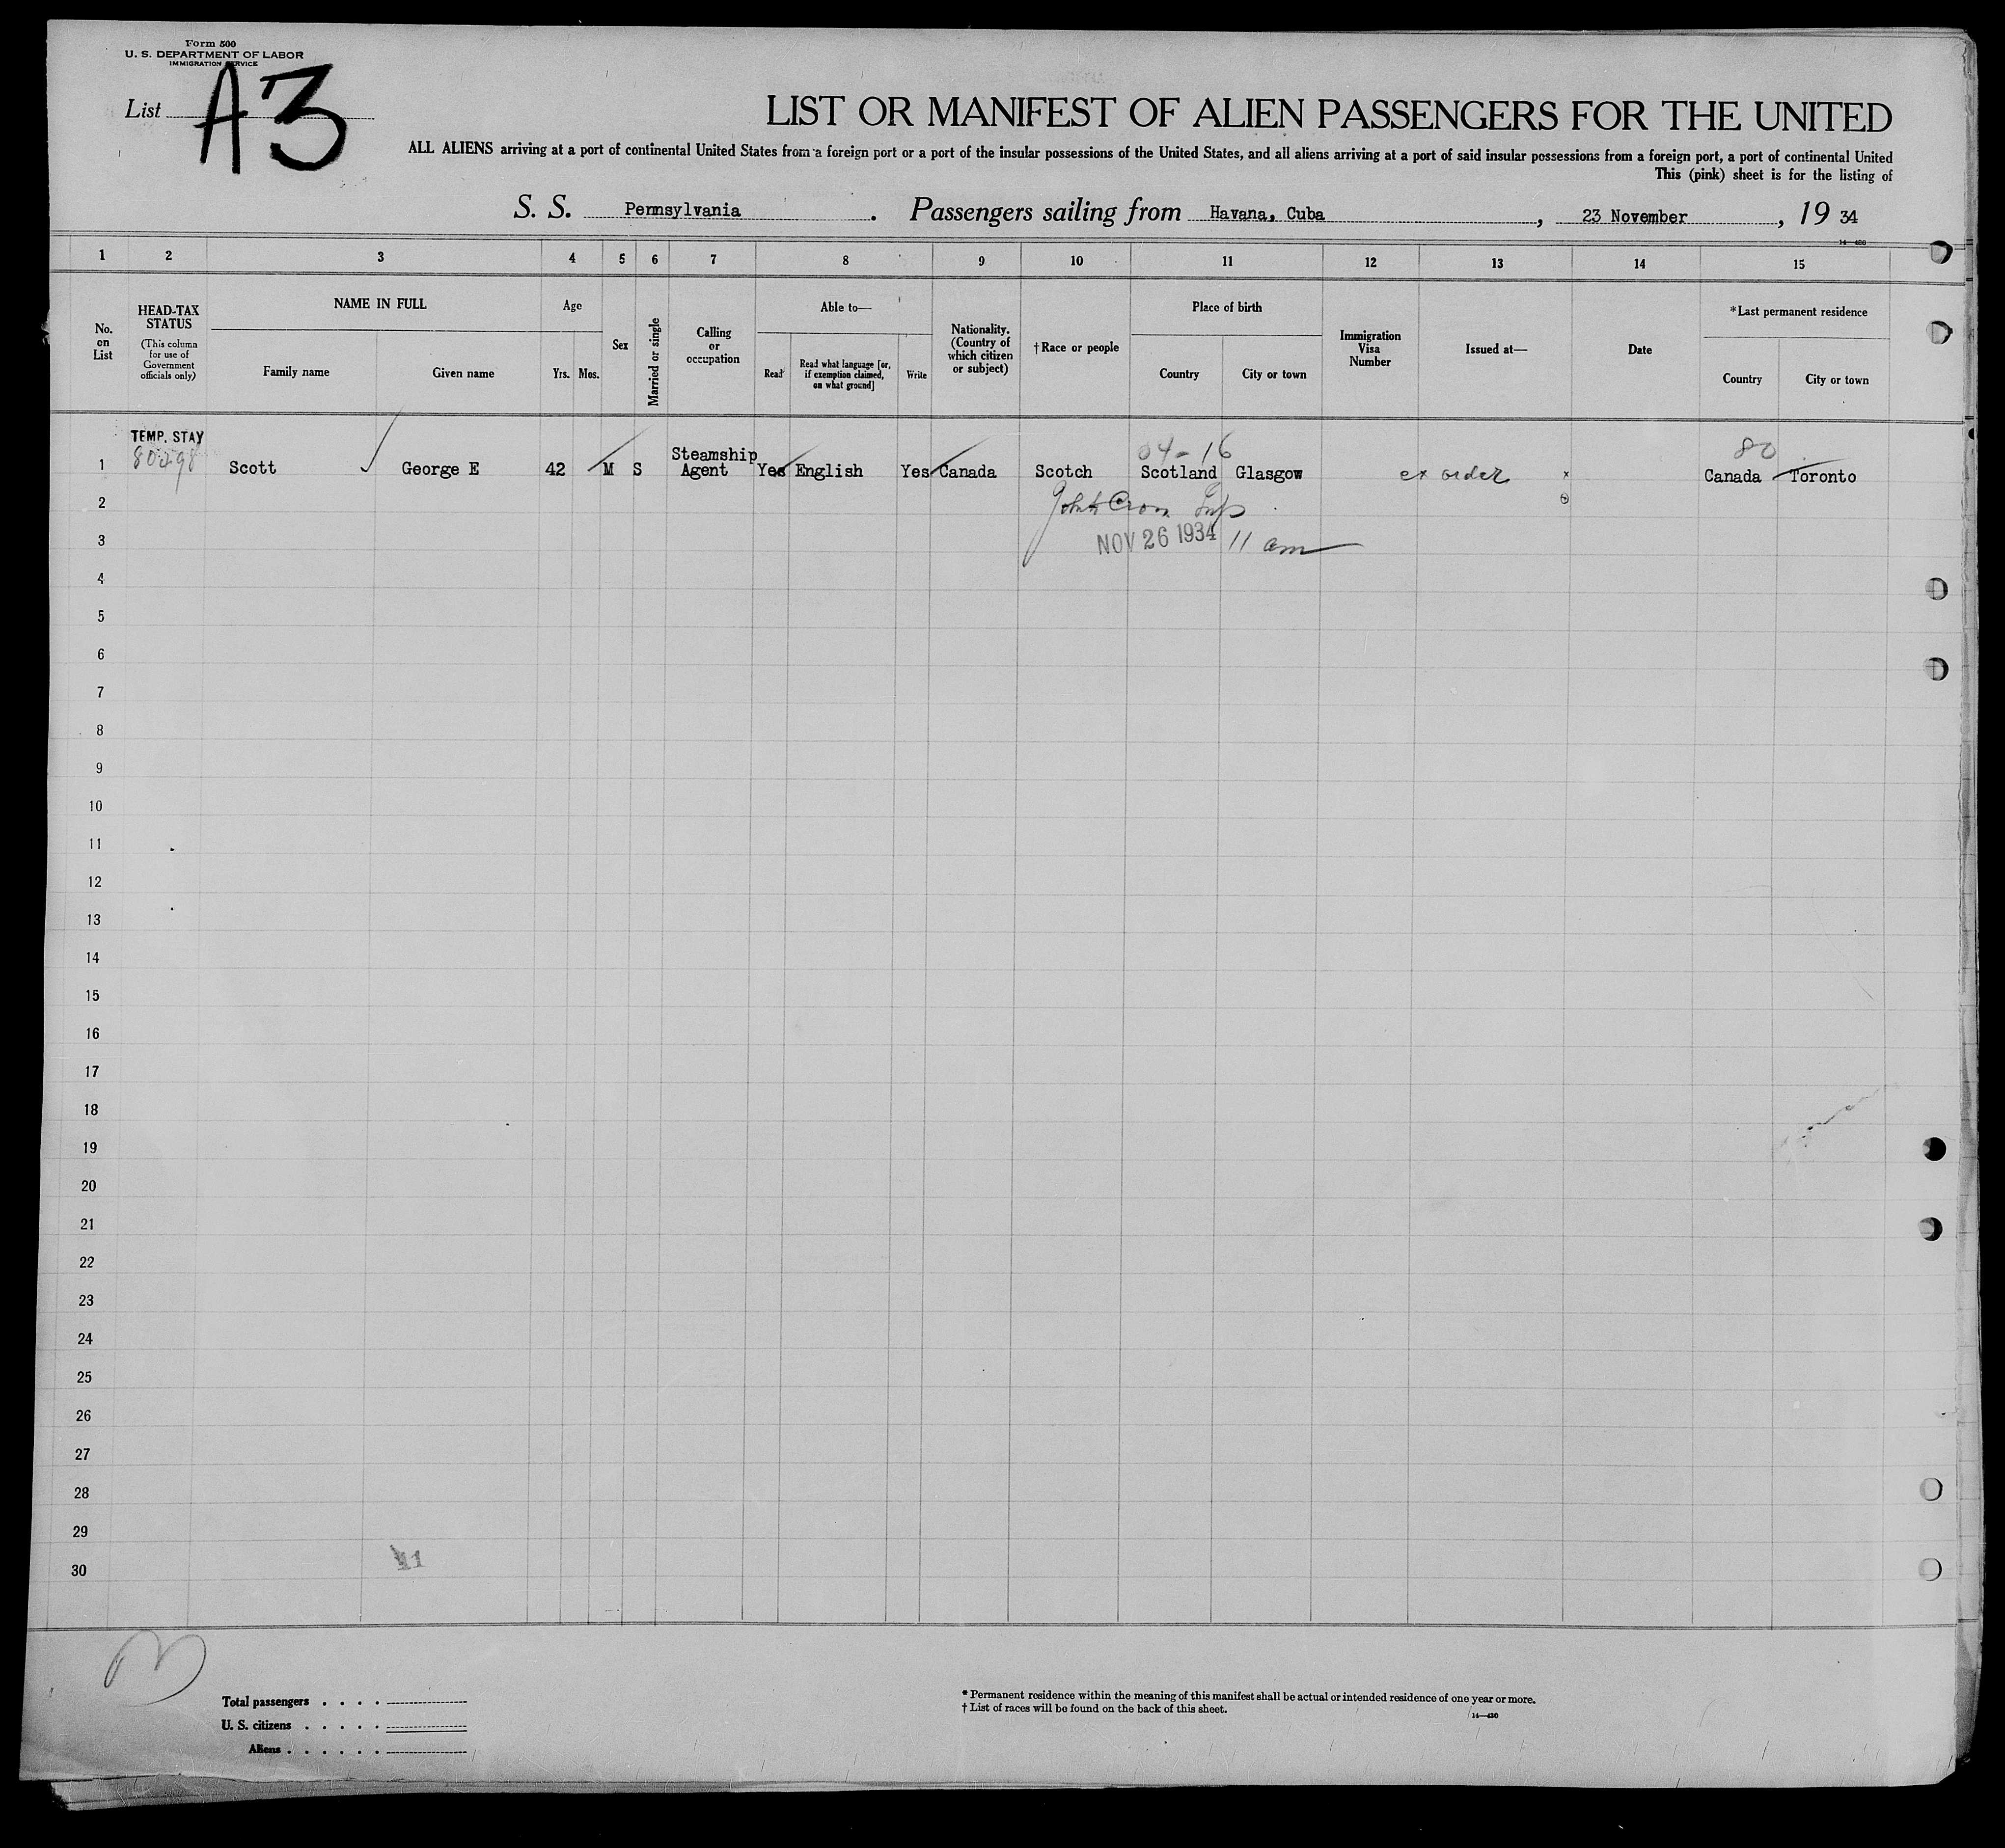 Form 500
U. S. DEPARTMENT OF LABOR
IMMIGRATION SERVICE
List A3
LIST OR MANIFEST OF ALIEN PASSENGERS FOR THE UNITED
ALL ALIENS arriving at a port of continental United States from a foreign port or a port of the insular possessions of the United States, and all aliens arriving at a port of said insular possessions from a foreign port, a port of continental United
This (pink) sheet is for the listing of
S. S. Pennsylvania . Passengers sailing from Havana, Cuba , 23 November , 19 34
1 2 3 4 5 6 7 8 9 10 11 12 13 14 15
No. on List
HEAD-TAX STATUS
(This column for use of Government officials only)
NAME IN FULL
Family name
Given name
Age
Yrs. Mos.
Sex
Married or single
Calling or occupation
Able to—
Read
Read what language [or, if exemption claimed, on what ground]
Write
Nationality. (Country of which citizen or subject)
† Race or people
Place of birth
Country
City or town
Immigration Visa Number
Issued at—
Date
*Last permanent residence
Country
City or town
TEMP. STAY
04-16
80
1 Scott George E 42 M S Steamship Agent Yes English Yes Canada Scotch Scotland Glasgow ex order x Canada Toronto
2
3 NOV 26 1934 11 am
4
5
6
7
8
9
10
11
12
13
14
15
16
17
18
19
20
21
22
23
24
25
26
27
28
29
30
Total passengers . . . .
U. S. citizens . . . . .
Aliens . . . . . .
* Permanent residence within the meaning of this manifest shall be actual or intended residence of one year or more.
† List of races will be found on the back of this sheet.